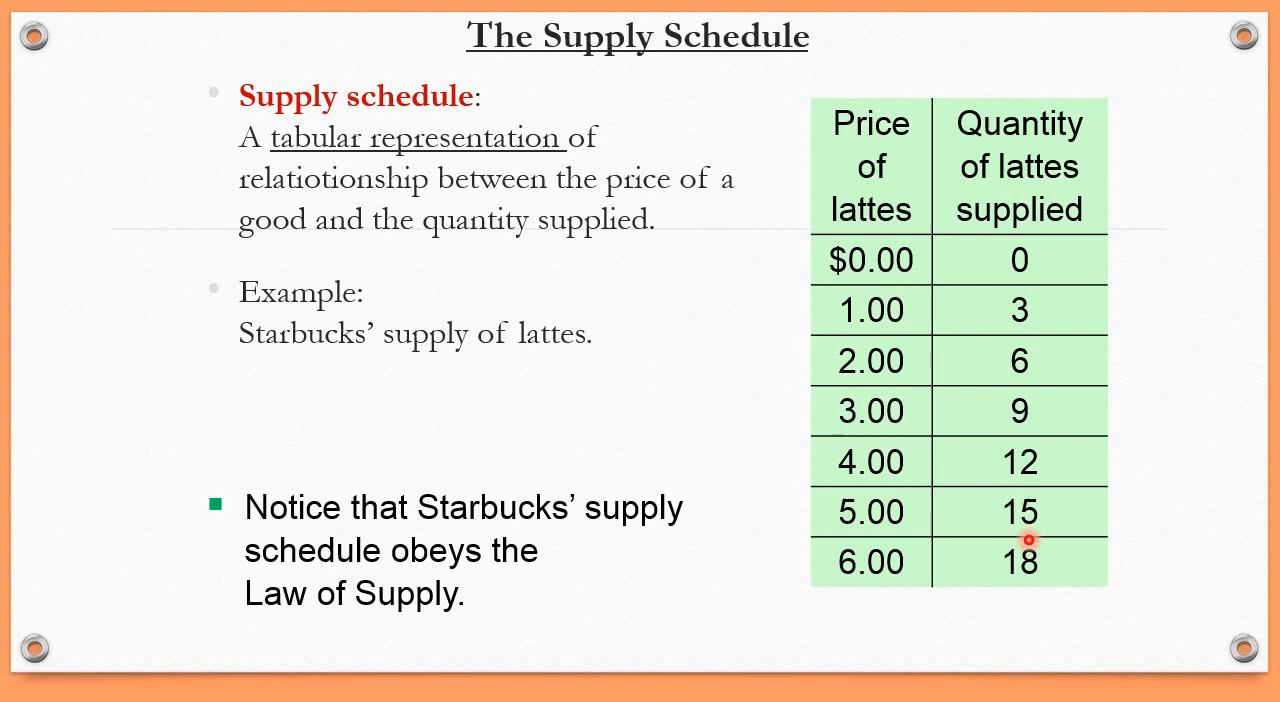 The Supply Schedule
Supply schedule:
A tabular representation of
relatiotionship between the price of a
good and the quantity supplied.
Example:
Starbucks’ supply of lattes.
Notice that Starbucks’ supply
schedule obeys the
Law of Supply.
Price of lattes Quantity of lattes supplied
$0.00 0
1.00 3
2.00 6
3.00 9
4.00 12
5.00 15
6.00 18